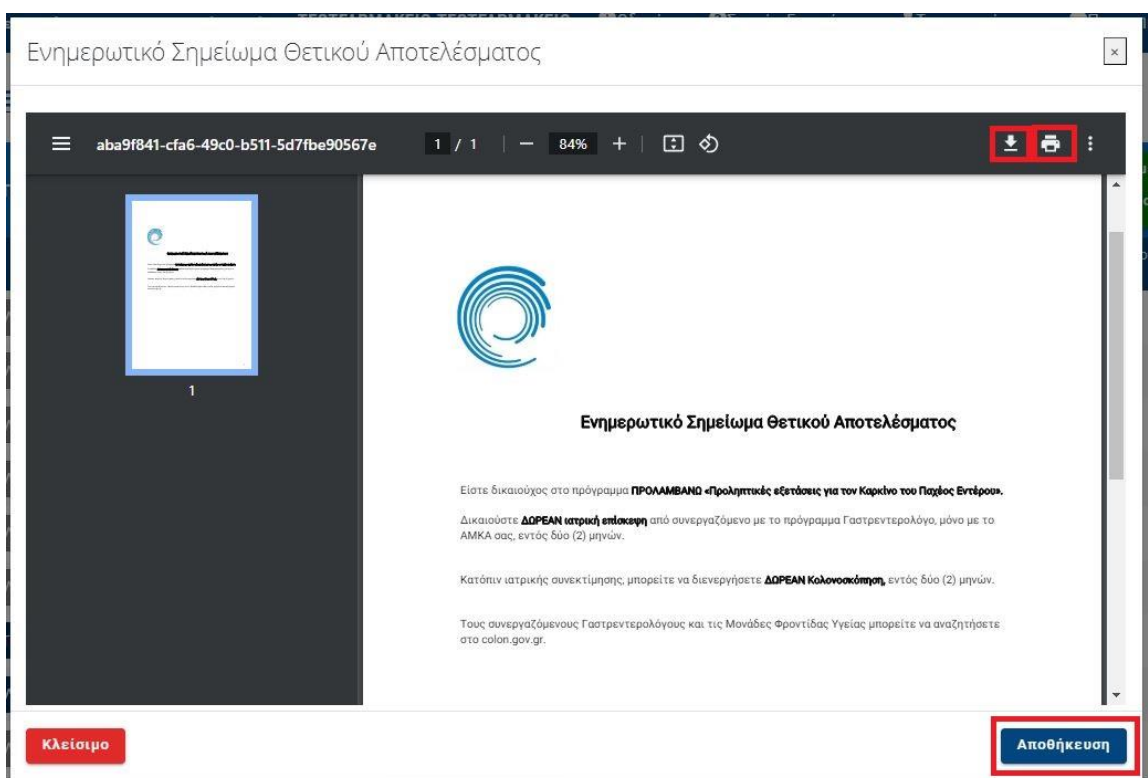 Ενημερωτικό Σημείωμα Θετικού Αποτελέσματος
×
aba9f841-cfa6-49c0-b511-5d7fbe90567e 1 / 1 84%
1
Ενημερωτικό Σημείωμα Θετικού Αποτελέσματος
Είστε δικαιούχος στο πρόγραμμα ΠΡΟΛΑΜΒΑΝΩ «Προληπτικές εξετάσεις για τον Καρκίνο του Παχέος Εντέρου».
Δικαιούστε ΔΩΡΕΑΝ ιατρική επίσκεψη από συνεργαζόμενο με το πρόγραμμα Γαστρεντερολόγο, μόνο με το
ΑΜΚΑ σας, εντός δύο (2) μηνών.
Κατόπιν ιατρικής συνεκτίμησης, μπορείτε να διενεργήσετε ΔΩΡΕΑΝ Κολονοσκόπηση, εντός δύο (2) μηνών.
Τους συνεργαζόμενους Γαστρεντερολόγους και τις Μονάδες Φροντίδας Υγείας μπορείτε να αναζητήσετε
στο colon.gov.gr.
Κλείσιμο
Αποθήκευση